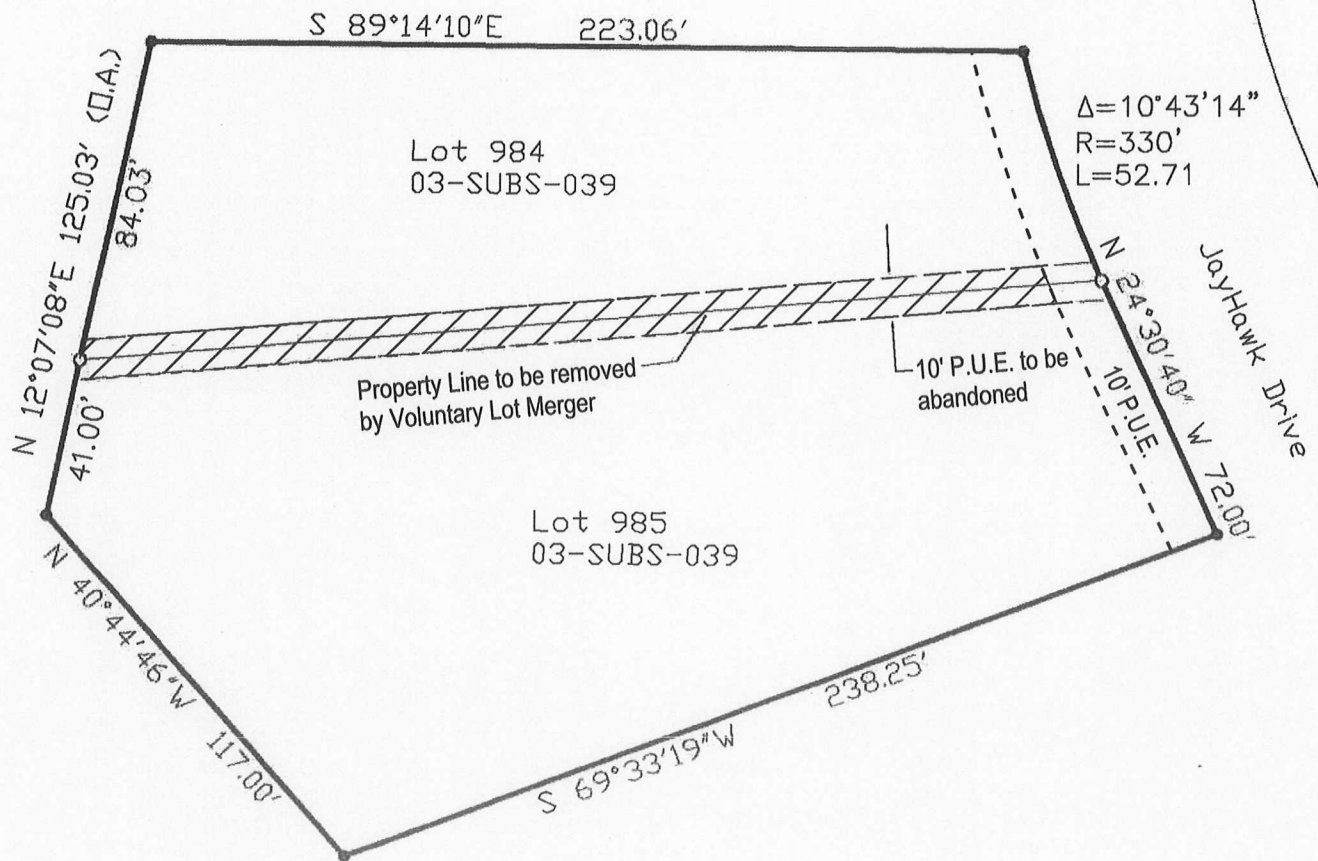 S 89°14'10"E 223.06'
N 12°07'08"E 125.03' (O.A.)
84.03'
Lot 984
03-SUBS-039
Δ=10°43'14"
R=330'
L=52.71
JayHawk Drive
N 24°30'40" W 72.00'
10' P.U.E.
Property Line to be removed
by Voluntary Lot Merger
10' P.U.E. to be
abandoned
41.00'
Lot 985
03-SUBS-039
N 40°44'46"W 117.00'
S 69°33'19"W 238.25'